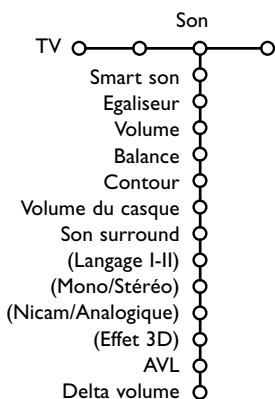 Son
TV
Smart son
Egaliseur
Volume
Balance
Contour
Volume du casque
Son surround
(Langage I-II)
(Mono/Stéréo)
(Nicam/Analogique)
(Effet 3D)
AVL
Delta volume